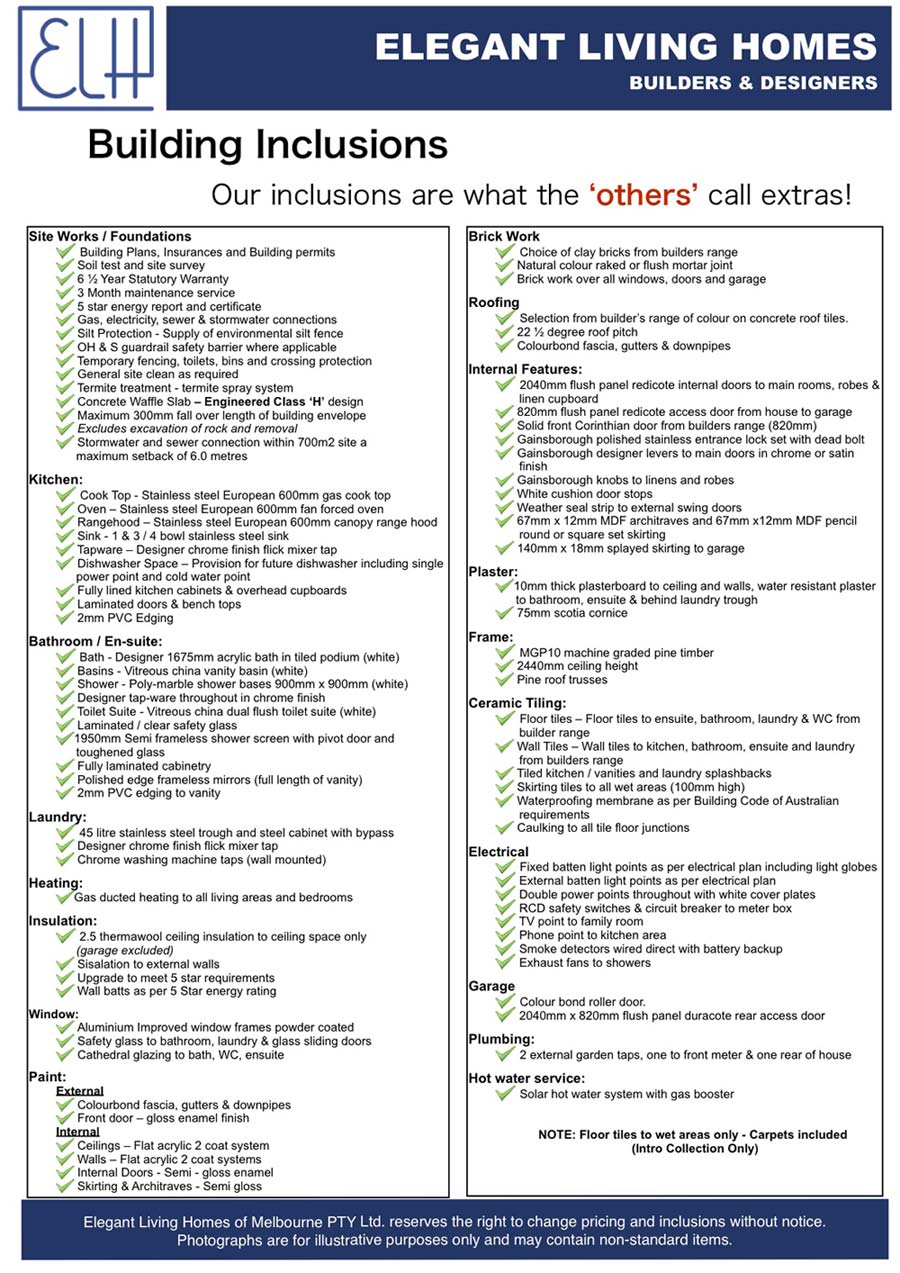 ELH
ELEGANT LIVING HOMES
BUILDERS & DESIGNERS
Building Inclusions
Our inclusions are what the ‘others’ call extras!
Site Works / Foundations
Building Plans, Insurances and Building permits
Soil test and site survey
6 ½ Year Statutory Warranty
3 Month maintenance service
5 star energy report and certificate
Gas, electricity, sewer & stormwater connections
Silt Protection - Supply of environmental silt fence
OH & S guardrail safety barrier where applicable
Temporary fencing, toilets, bins and crossing protection
General site clean as required
Termite treatment - termite spray system
Concrete Waffle Slab – Engineered Class ‘H’ design
Maximum 300mm fall over length of building envelope
Excludes excavation of rock and removal
Stormwater and sewer connection within 700m2 site a
maximum setback of 6.0 metres
Kitchen:
Cook Top - Stainless steel European 600mm gas cook top
Oven – Stainless steel European 600mm fan forced oven
Rangehood – Stainless steel European 600mm canopy range hood
Sink - 1 & 3 / 4 bowl stainless steel sink
Tapware – Designer chrome finish flick mixer tap
Dishwasher Space – Provision for future dishwasher including single
power point and cold water point
Fully lined kitchen cabinets & overhead cupboards
Laminated doors & bench tops
2mm PVC Edging
Bathroom / En-suite:
Bath - Designer 1675mm acrylic bath in tiled podium (white)
Basins - Vitreous china vanity basin (white)
Shower - Poly-marble shower bases 900mm x 900mm (white)
Designer tap-ware throughout in chrome finish
Toilet Suite - Vitreous china dual flush toilet suite (white)
Laminated / clear safety glass
1950mm Semi frameless shower screen with pivot door and
toughened glass
Fully laminated cabinetry
Polished edge frameless mirrors (full length of vanity)
2mm PVC edging to vanity
Laundry:
45 litre stainless steel trough and steel cabinet with bypass
Designer chrome finish flick mixer tap
Chrome washing machine taps (wall mounted)
Heating:
Gas ducted heating to all living areas and bedrooms
Insulation:
2.5 thermawool ceiling insulation to ceiling space only
(garage excluded)
Sisalation to external walls
Upgrade to meet 5 star requirements
Wall batts as per 5 Star energy rating
Window:
Aluminium Improved window frames powder coated
Safety glass to bathroom, laundry & glass sliding doors
Cathedral glazing to bath, WC, ensuite
Paint:
External
Colourbond fascia, gutters & downpipes
Front door – gloss enamel finish
Internal
Ceilings – Flat acrylic 2 coat system
Walls – Flat acrylic 2 coat systems
Internal Doors - Semi - gloss enamel
Skirting & Architraves - Semi gloss
Brick Work
Choice of clay bricks from builders range
Natural colour raked or flush mortar joint
Brick work over all windows, doors and garage
Roofing
Selection from builder’s range of colour on concrete roof tiles.
22 ½ degree roof pitch
Colourbond fascia, gutters & downpipes
Internal Features:
2040mm flush panel redicote internal doors to main rooms, robes &
linen cupboard
820mm flush panel redicote access door from house to garage
Solid front Corinthian door from builders range (820mm)
Gainsborough polished stainless entrance lock set with dead bolt
Gainsborough designer levers to main doors in chrome or satin
finish
Gainsborough knobs to linens and robes
White cushion door stops
Weather seal strip to external swing doors
67mm x 12mm MDF architraves and 67mm x12mm MDF pencil
round or square set skirting
140mm x 18mm splayed skirting to garage
Plaster:
10mm thick plasterboard to ceiling and walls, water resistant plaster
to bathroom, ensuite & behind laundry trough
75mm scotia cornice
Frame:
MGP10 machine graded pine timber
2440mm ceiling height
Pine roof trusses
Ceramic Tiling:
Floor tiles – Floor tiles to ensuite, bathroom, laundry & WC from
builder range
Wall Tiles – Wall tiles to kitchen, bathroom, ensuite and laundry
from builders range
Tiled kitchen / vanities and laundry splashbacks
Skirting tiles to all wet areas (100mm high)
Waterproofing membrane as per Building Code of Australian
requirements
Caulking to all tile floor junctions
Electrical
Fixed batten light points as per electrical plan including light globes
External batten light points as per electrical plan
Double power points throughout with white cover plates
RCD safety switches & circuit breaker to meter box
TV point to family room
Phone point to kitchen area
Smoke detectors wired direct with battery backup
Exhaust fans to showers
Garage
Colour bond roller door.
2040mm x 820mm flush panel duracote rear access door
Plumbing:
2 external garden taps, one to front meter & one rear of house
Hot water service:
Solar hot water system with gas booster
NOTE: Floor tiles to wet areas only - Carpets included
(Intro Collection Only)
Elegant Living Homes of Melbourne PTY Ltd. reserves the right to change pricing and inclusions without notice.
Photographs are for illustrative purposes only and may contain non-standard items.